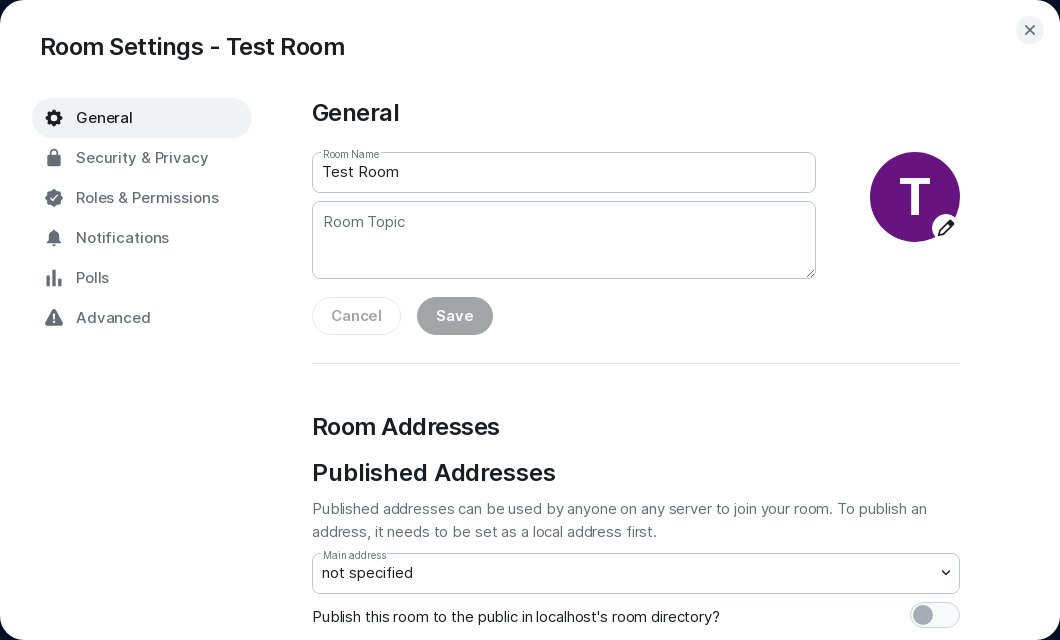 Room Settings - Test Room
General
Security & Privacy
Roles & Permissions
Notifications
Polls
Advanced
General
Room Name
Test Room
T
Room Topic
Cancel
Save
Room Addresses
Published Addresses
Published addresses can be used by anyone on any server to join your room. To publish an
address, it needs to be set as a local address first.
Main address
not specified
Publish this room to the public in localhost's room directory?